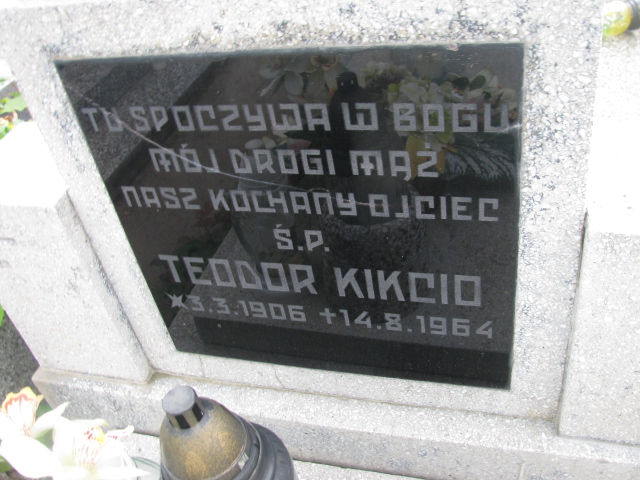 TU SPOCZYWA W BOGU
MÓJ DROGI MĄŻ
NASZ KOCHANY OJCIEC
Ś.P.
TEODOR KIKCIO
*3.3.1906 +14.8.1964